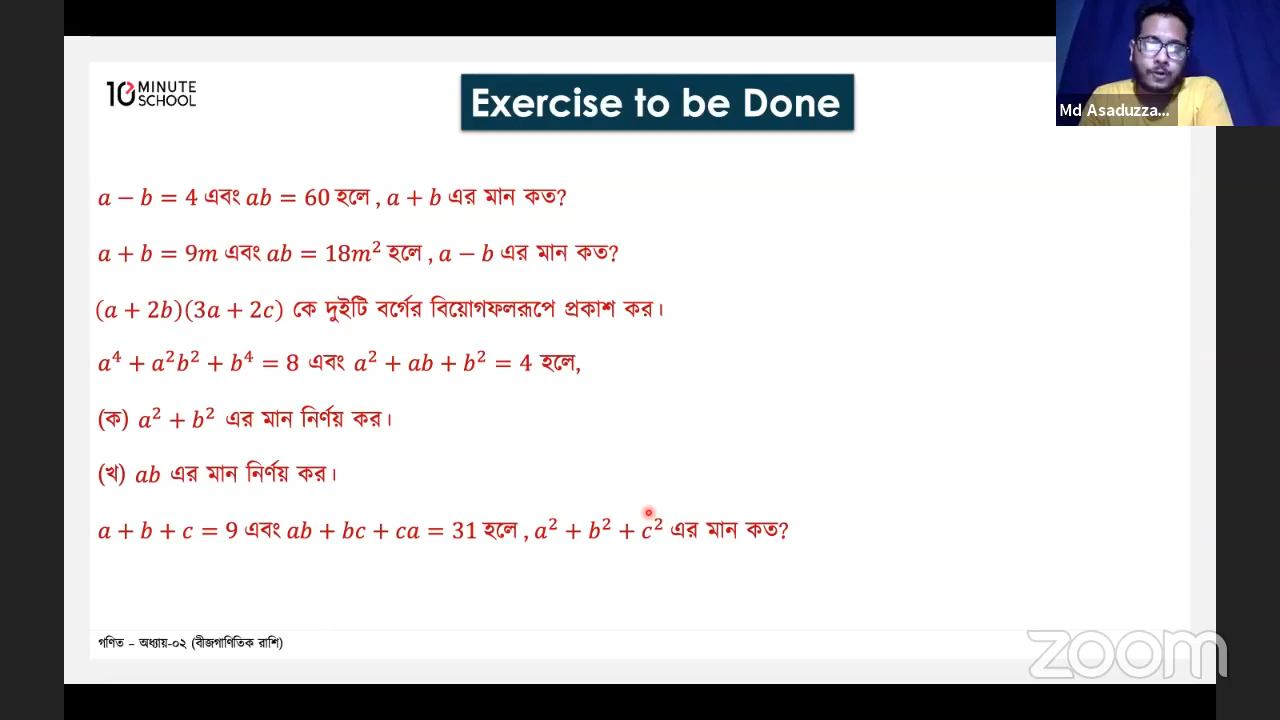 10 MINUTE SCHOOL
Exercise to be Done
Md Asaduzza...
a − b = 4 এবং ab = 60 হলে , a + b এর মান কত?
a + b = 9m এবং ab = 18m² হলে , a − b এর মান কত?
(a + 2b)(3a + 2c) কে দুইটি বর্গের বিয়োগফলরূপে প্রকাশ কর।
a⁴ + a²b² + b⁴ = 8 এবং a² + ab + b² = 4 হলে,
(ক) a² + b² এর মান নির্ণয় কর।
(খ) ab এর মান নির্ণয় কর।
a + b + c = 9 এবং ab + bc + ca = 31 হলে , a² + b² + c² এর মান কত?
গণিত – অধ্যায়-০২ (বীজগাণিতিক রাশি)
zoom